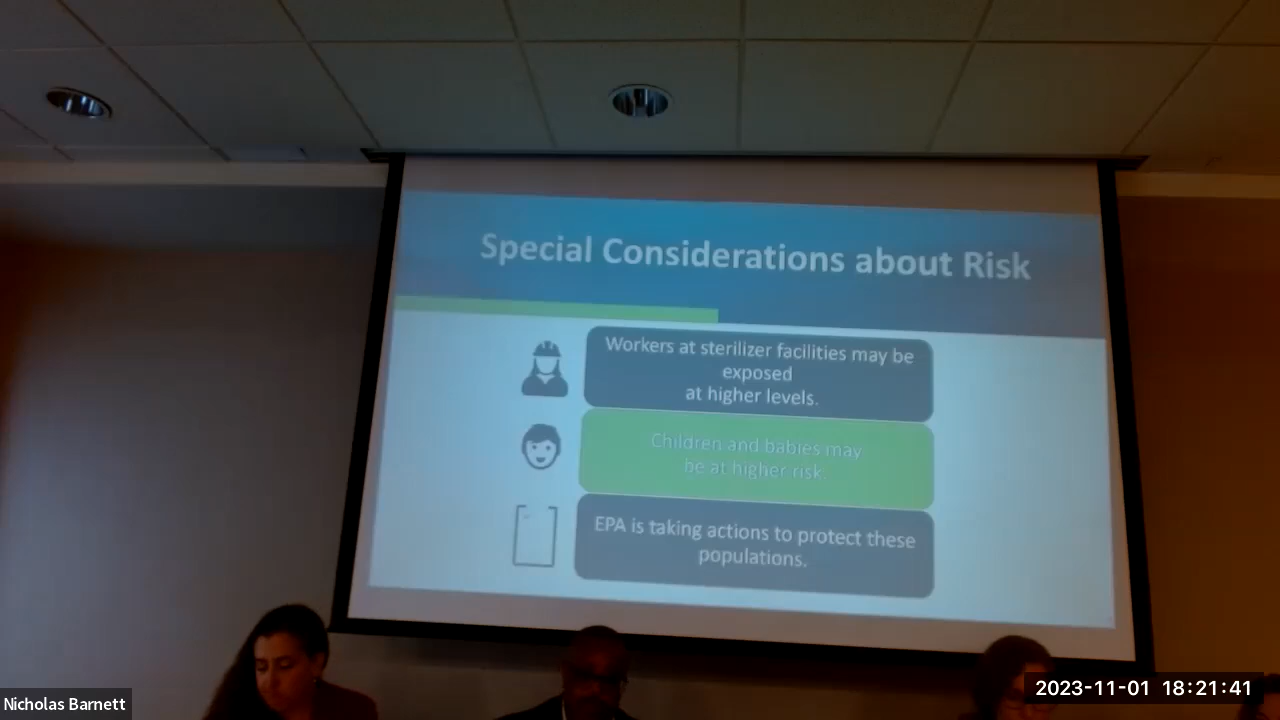 Special Considerations about Risk
Workers at sterilizer facilities may be
exposed
at higher levels.
Children and babies may
be at higher risk.
EPA is taking actions to protect these
populations.
Nicholas Barnett
2023-11-01 18:21:41